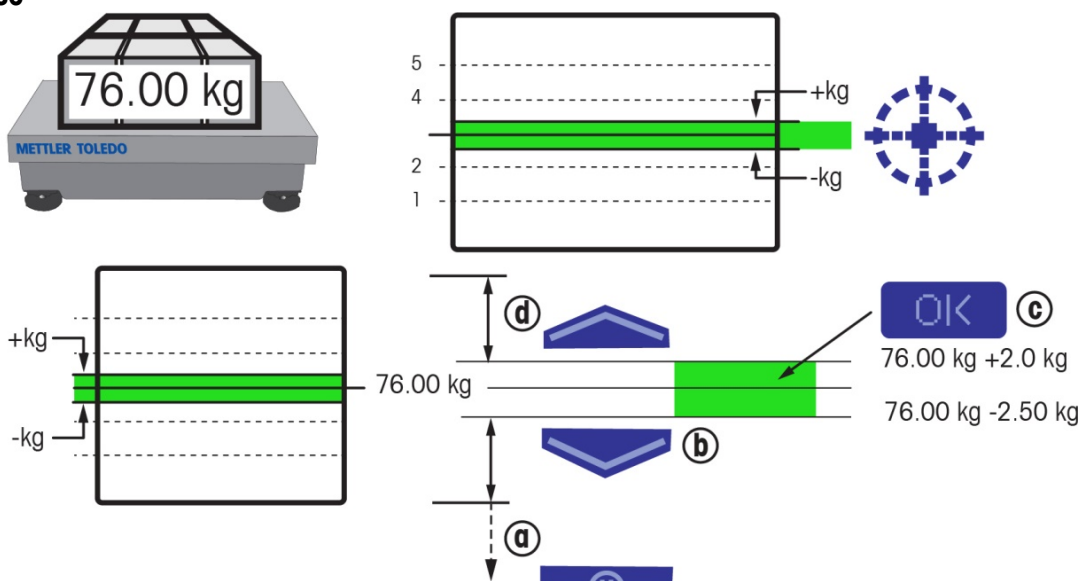 76.00 kg
METTLER TOLEDO
5
4
2
1
+kg
-kg
+kg
-kg
76.00 kg
d
OK
c
76.00 kg +2.0 kg
76.00 kg -2.50 kg
b
a